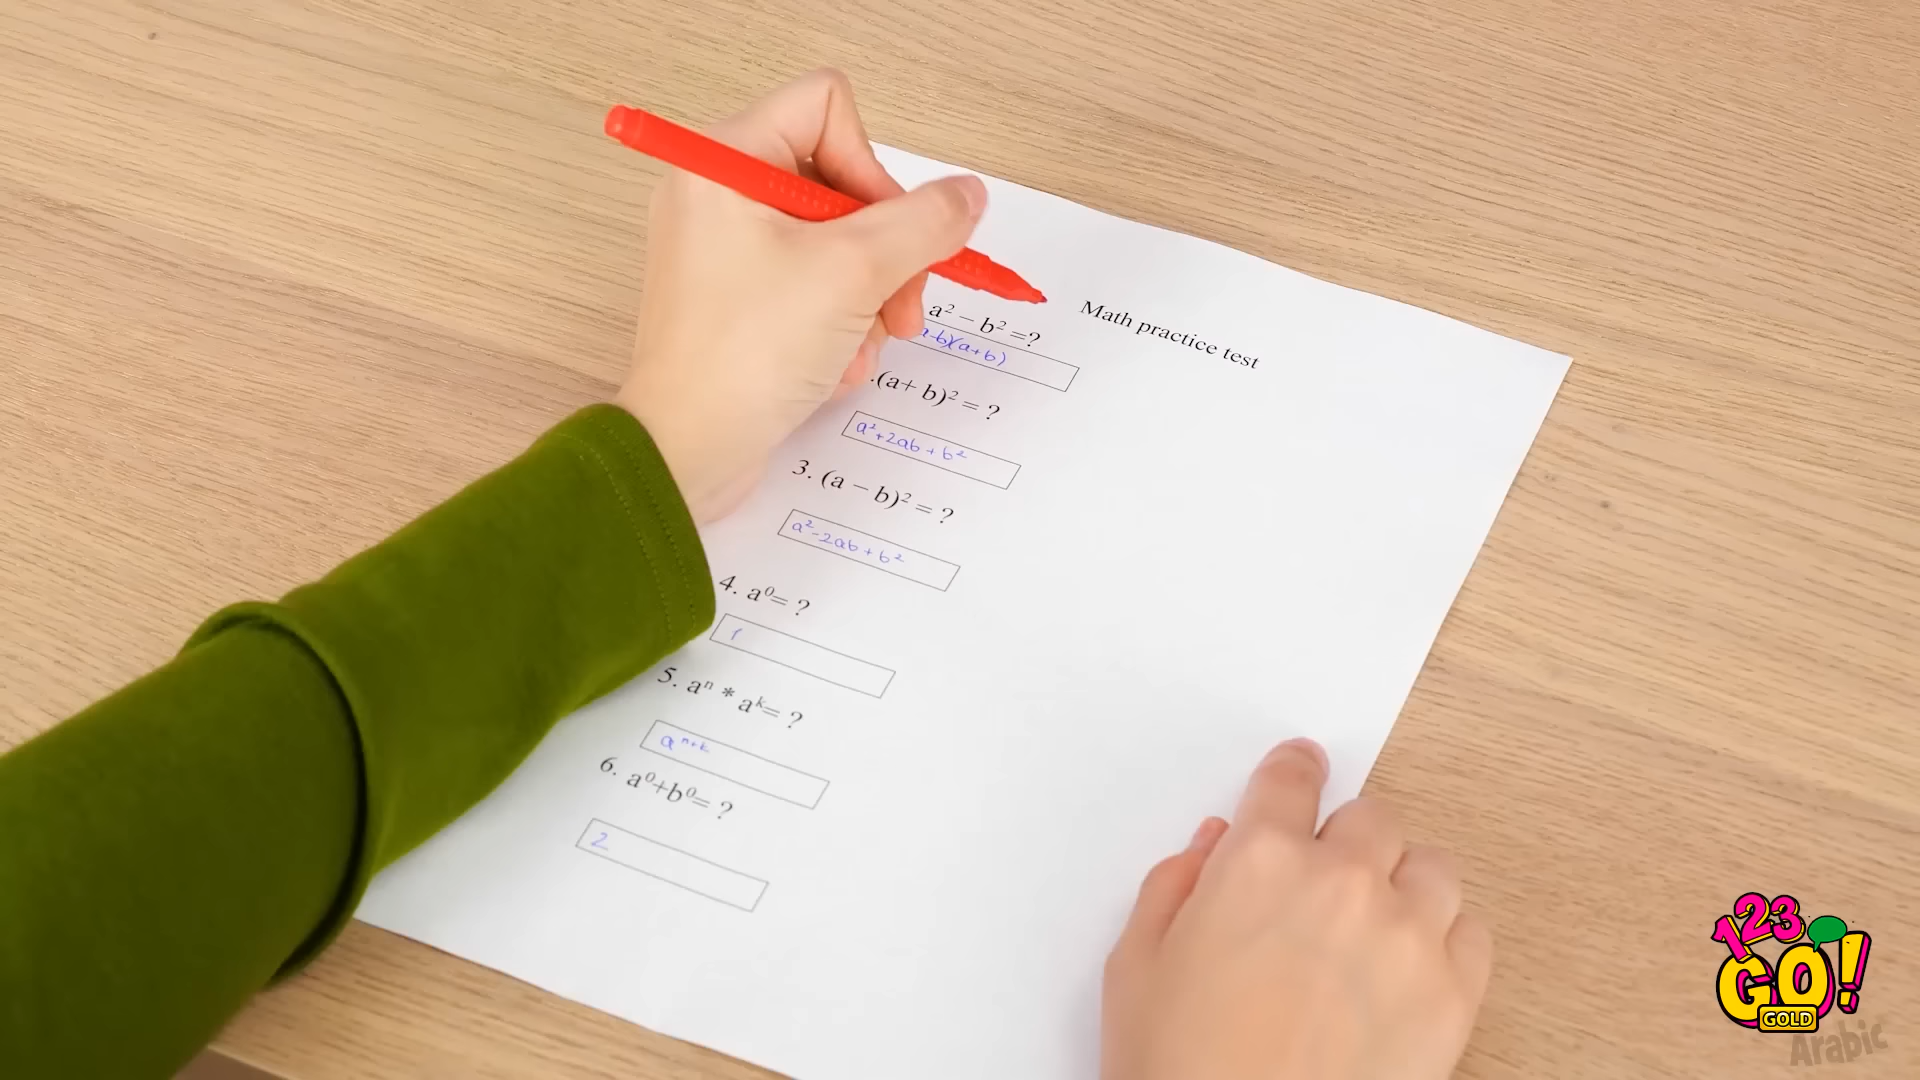 Math practice test
a² − b² =?
a-b)(a+b)
.(a+ b)² = ?
a²+2ab+b²
3. (a − b)² = ?
a²-2ab+b²
4. a⁰= ?
1
5. aⁿ * aᵏ= ?
aⁿ⁺ᵏ
6. a⁰+b⁰= ?
2
123
GO!
GOLD
Arabic